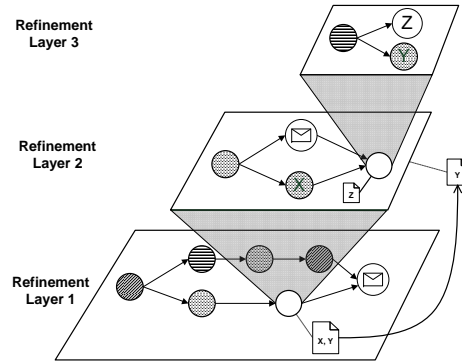 Refinement
Layer 3
Z
Y
Refinement
Layer 2
X
Z
Y
Refinement
Layer 1
X, Y